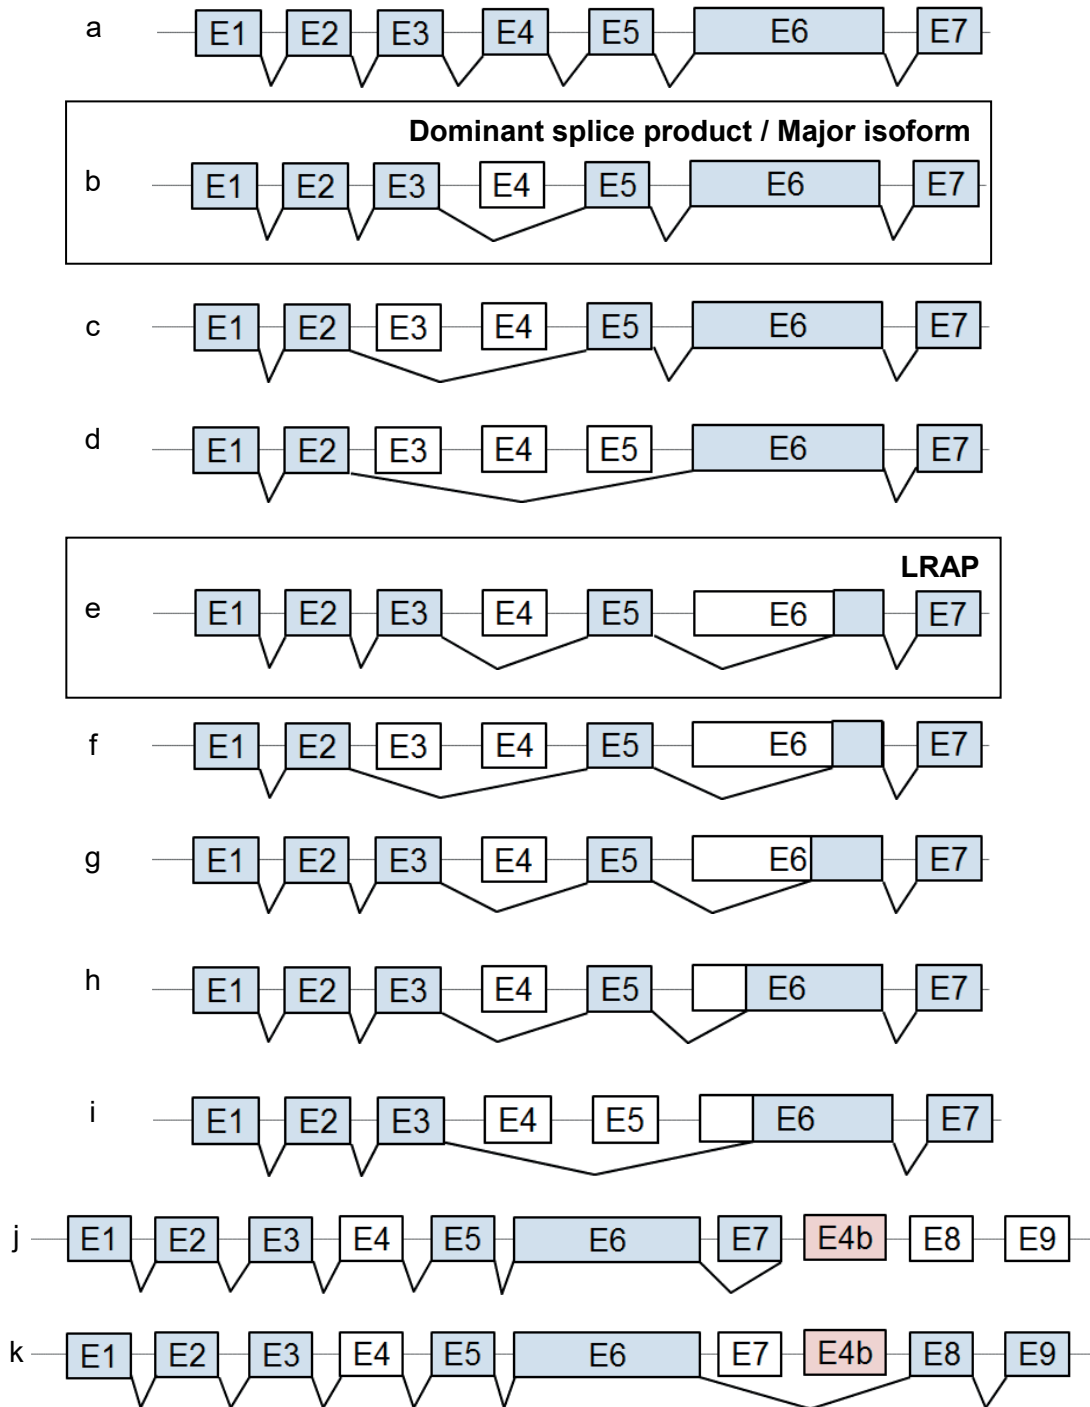 a E1 E2 E3 E4 E5 E6 E7
Dominant splice product / Major isoform
b E1 E2 E3 E4 E5 E6 E7
c E1 E2 E3 E4 E5 E6 E7
d E1 E2 E3 E4 E5 E6 E7
LRAP
e E1 E2 E3 E4 E5 E6 E7
f E1 E2 E3 E4 E5 E6 E7
g E1 E2 E3 E4 E5 E6 E7
h E1 E2 E3 E4 E5 E6 E7
i E1 E2 E3 E4 E5 E6 E7
j E1 E2 E3 E4 E5 E6 E7 E4b E8 E9
k E1 E2 E3 E4 E5 E6 E7 E4b E8 E9